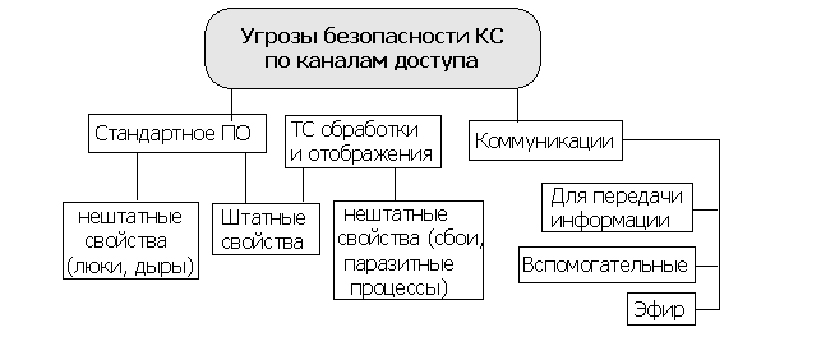 Угрозы безопасности КС
по каналам доступа
Стандартное ПО
ТС обработки
и отображения
Коммуникации
нештатные
свойства
(люки, дыры)
Штатные
свойства
нештатные
свойства (сбои,
паразитные
процессы)
Для передачи
информации
Вспомогательные
Эфир